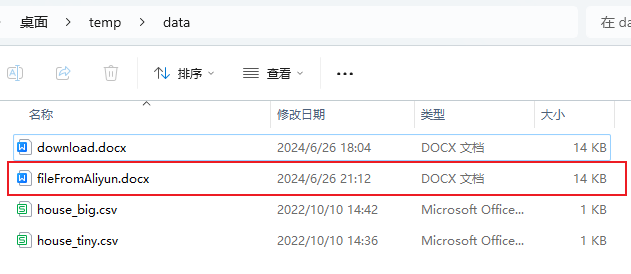 桌面 temp data 在 da
排序 查看
名称 修改日期 类型 大小
download.docx 2024/6/26 18:04 DOCX 文档 14 KB
fileFromAliyun.docx 2024/6/26 21:12 DOCX 文档 14 KB
house_big.csv 2022/10/10 14:42 Microsoft Office... 1 KB
house_tiny.csv 2022/10/10 14:36 Microsoft Office... 1 KB